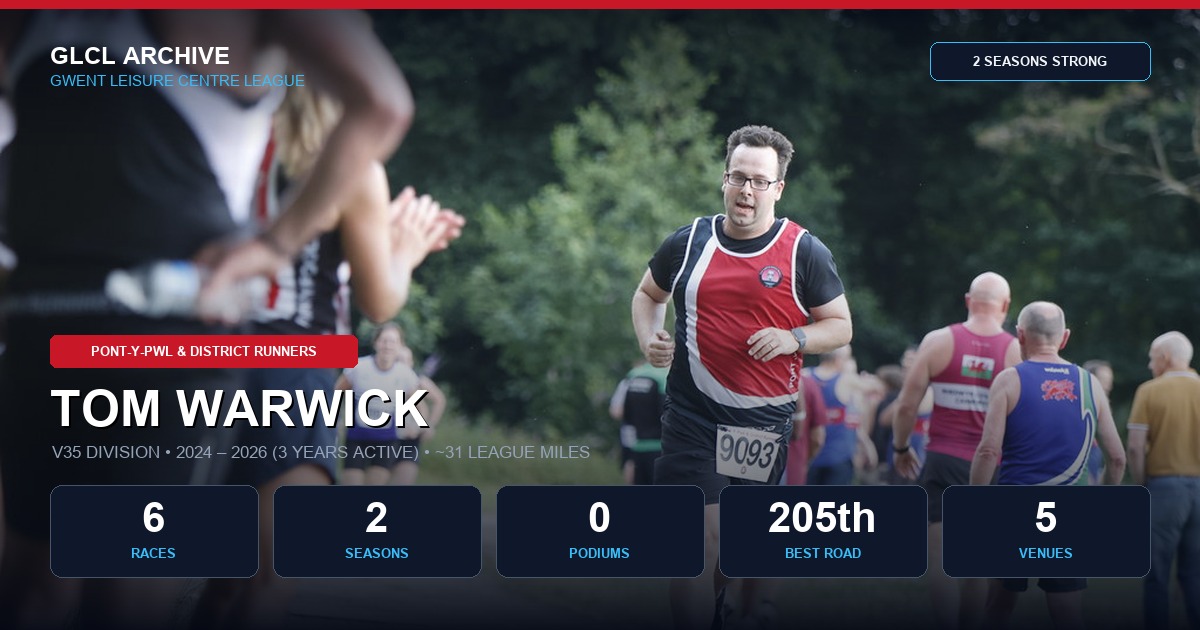 GLCL ARCHIVE
GWENT LEISURE CENTRE LEAGUE
2 SEASONS STRONG
PONT-Y-PWL & DISTRICT RUNNERS
TOM WARWICK
V35 DIVISION • 2024 – 2026 (3 YEARS ACTIVE) • ~31 LEAGUE MILES
9093
6
RACES
2
SEASONS
0
PODIUMS
205th
BEST ROAD
5
VENUES